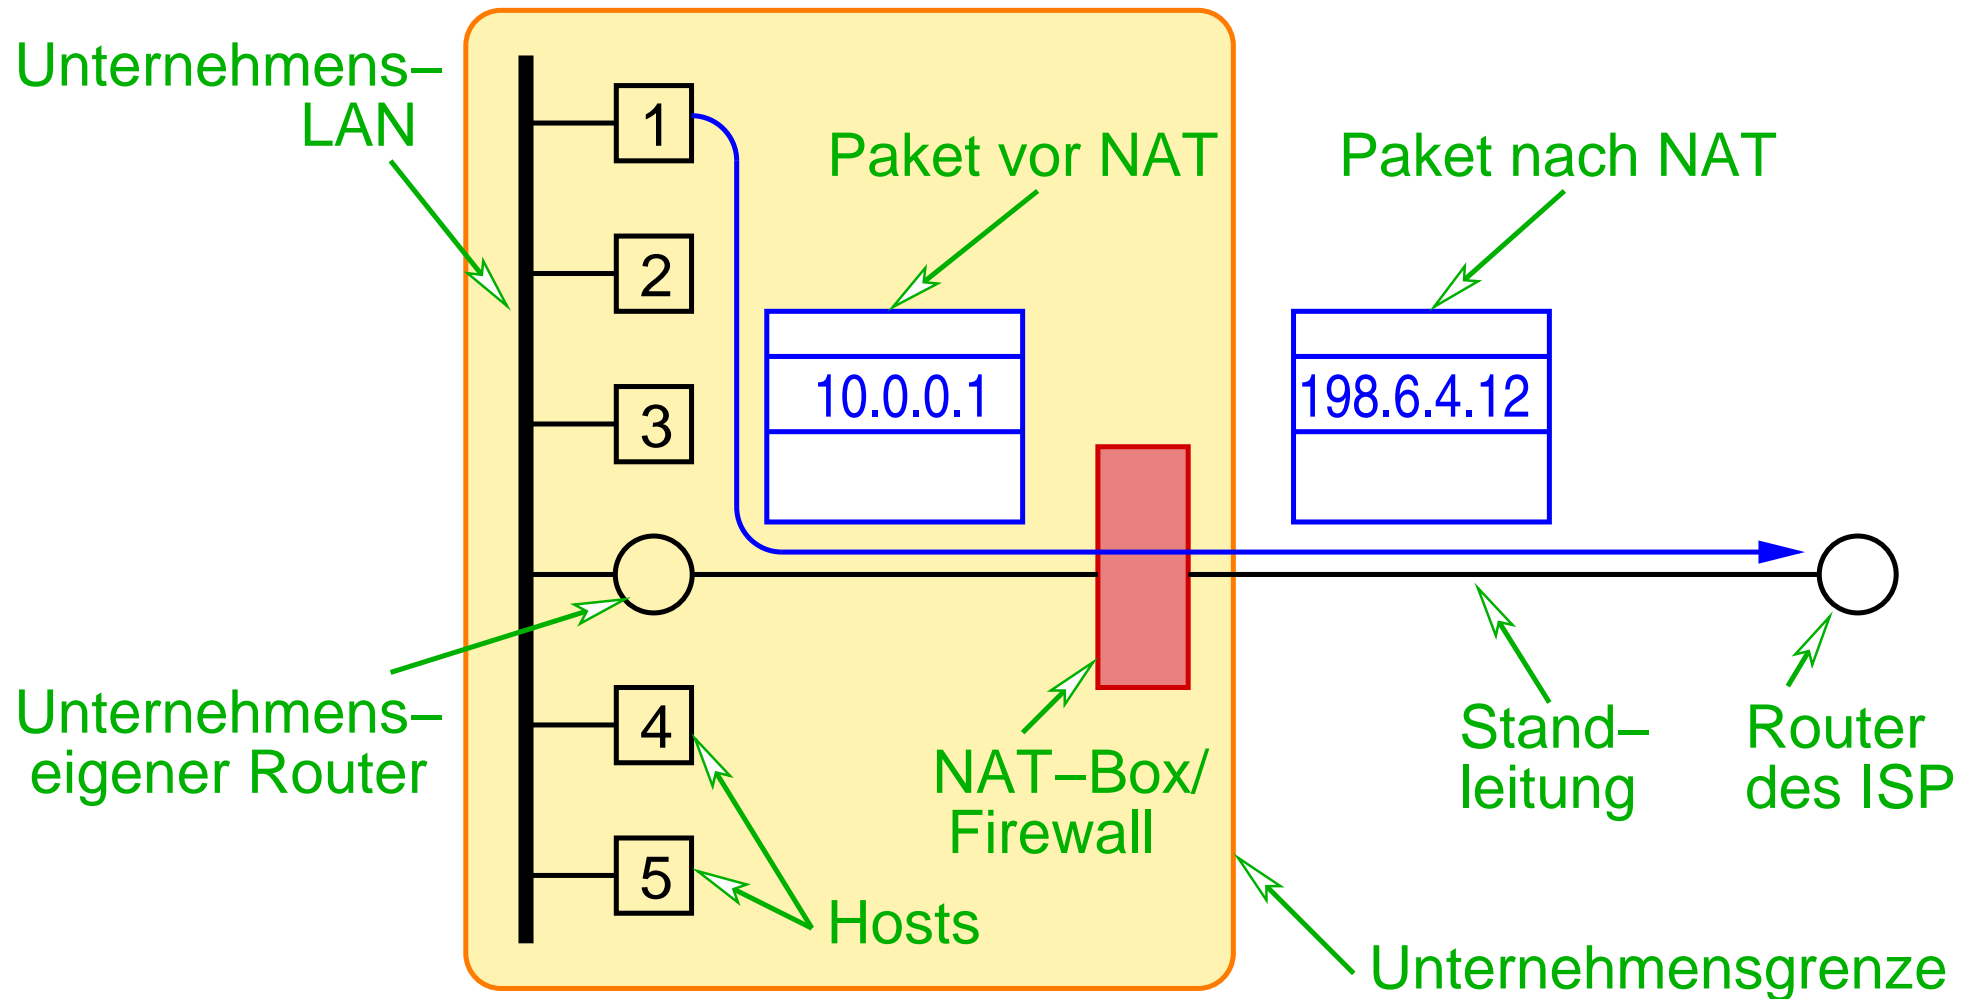 Unternehmens–
LAN
1
Paket vor NAT
Paket nach NAT
2
10.0.0.1
198.6.4.12
3
Unternehmens–
eigener Router
4
NAT–Box/
Firewall
Stand–
leitung
Router
des ISP
5
Hosts
Unternehmensgrenze